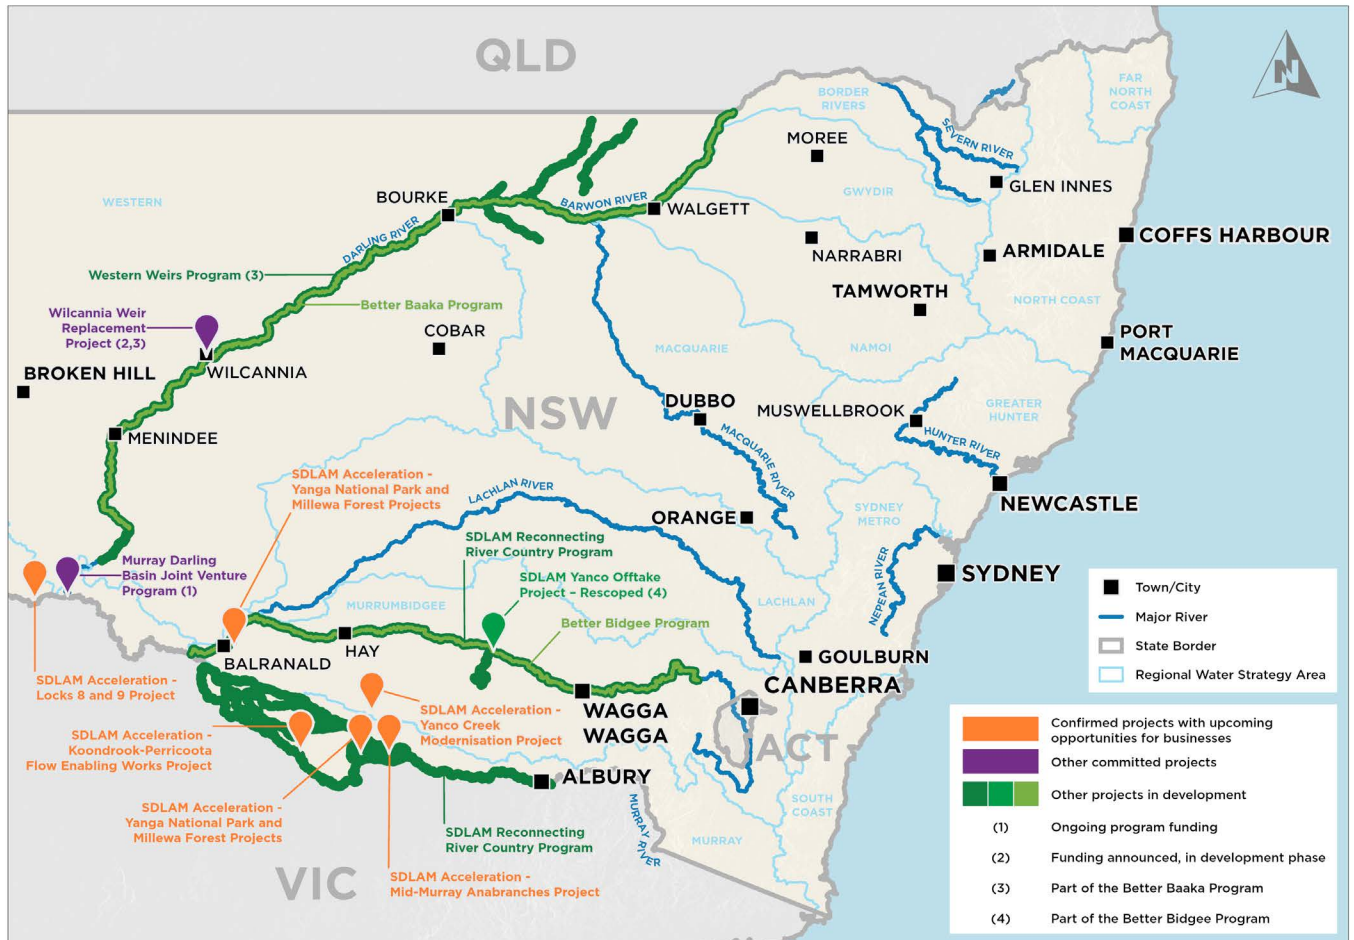 QLD
N
FAR
NORTH
COAST
BORDER
RIVERS
SEVERN RIVER
MOREE
GLEN INNES
GWYDIR
BOURKE
BARWON RIVER
WALGETT
WESTERN
DARLING RIVER
COFFS HARBOUR
NARRABRI
ARMIDALE
Western Weirs Program (3)
TAMWORTH
NORTH COAST
Better Baaka Program
Wilcannia Weir
Replacement
Project (2,3)
COBAR
PORT
MACQUARIE
MACQUARIE
NAMOI
BROKEN HILL
WILCANNIA
NSW
DUBBO
MUSWELLBROOK
GREATER
HUNTER
HUNTER RIVER
MENINDEE
MACQUARIE RIVER
SDLAM Acceleration -
Yanga National Park and
Millewa Forest Projects
LACHLAN RIVER
NEWCASTLE
ORANGE
SYDNEY
METRO
SDLAM Reconnecting
River Country Program
Murray Darling
Basin Joint Venture
Program (1)
SDLAM Yanco Offtake
Project – Rescoped (4)
NEPEAN RIVER
SYDNEY
MURRUMBIDGEE
LACHLAN
Better Bidgee Program
HAY
BALRANALD
GOULBURN
SDLAM Acceleration -
Locks 8 and 9 Project
CANBERRA
WAGGA
WAGGA
SDLAM Acceleration -
Yanco Creek
Modernisation Project
ACT
SDLAM Acceleration -
Koondrook-Perricoota
Flow Enabling Works Project
ALBURY
SDLAM Acceleration -
Yanga National Park and
Millewa Forest Projects
SOUTH
COAST
MURRAY RIVER
MURRAY
SDLAM Reconnecting
River Country Program
VIC
SDLAM Acceleration -
Mid-Murray Anabranches Project
Town/City
Major River
State Border
Regional Water Strategy Area
Confirmed projects with upcoming
opportunities for businesses
Other committed projects
Other projects in development
(1) Ongoing program funding
(2) Funding announced, in development phase
(3) Part of the Better Baaka Program
(4) Part of the Better Bidgee Program